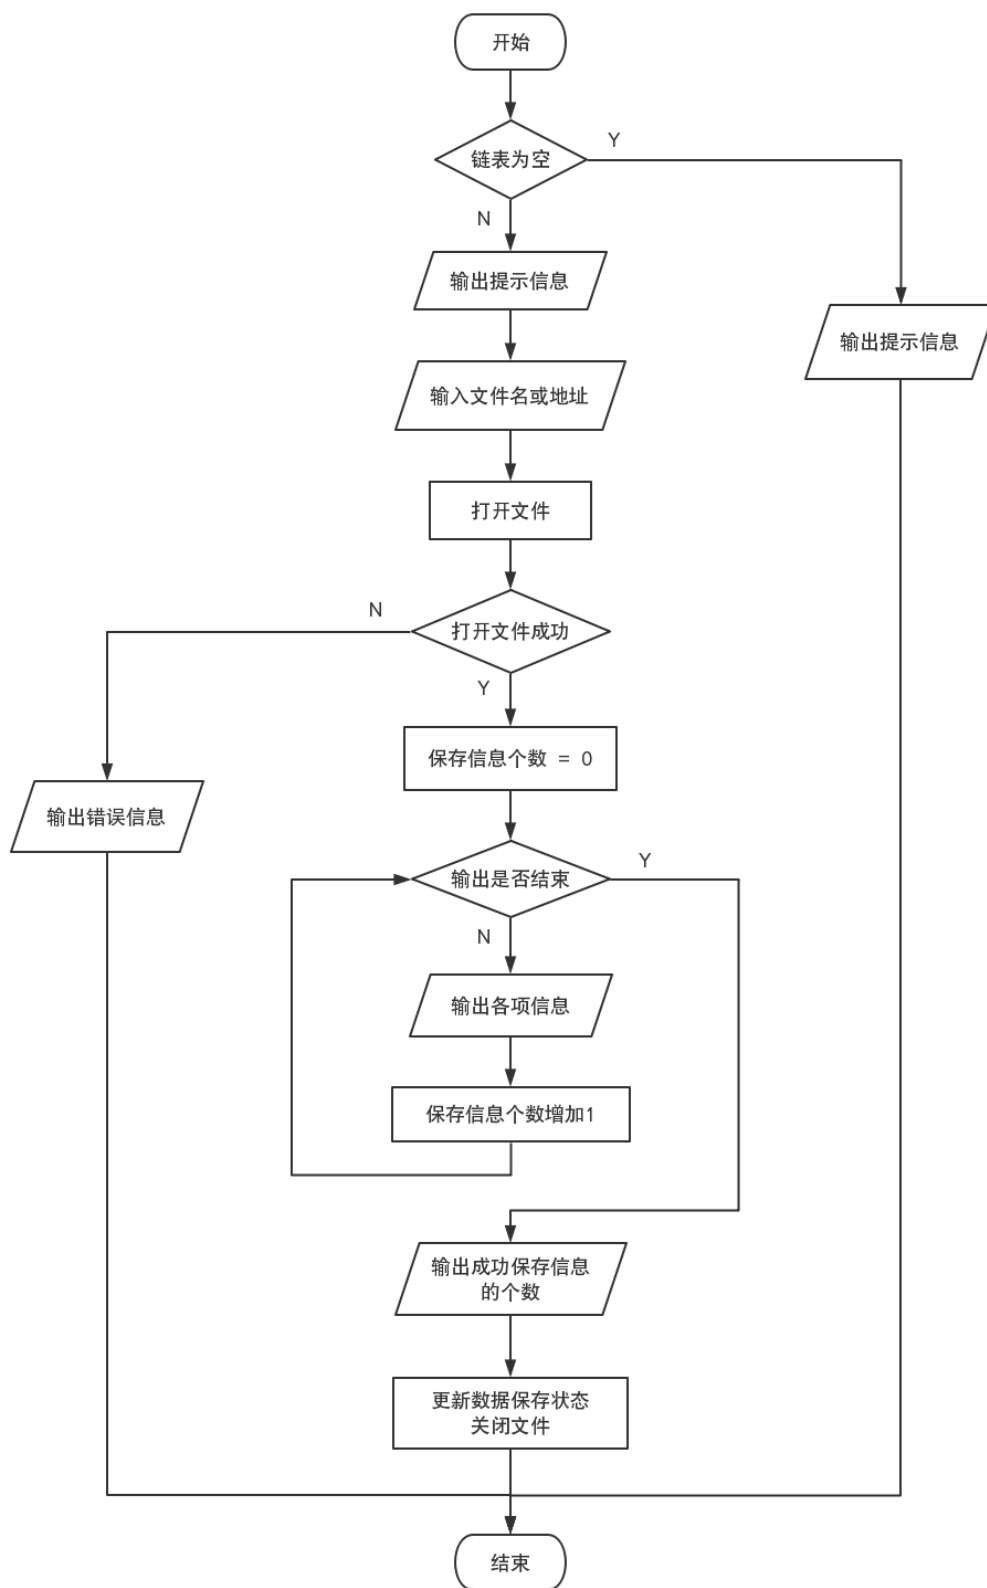 开始
链表为空
Y
N
输出提示信息
输出提示信息
输入文件名或地址
打开文件
N
打开文件成功
Y
保存信息个数 = 0
输出错误信息
输出是否结束
Y
N
输出各项信息
保存信息个数增加1
输出成功保存信息
的个数
更新数据保存状态
关闭文件
结束